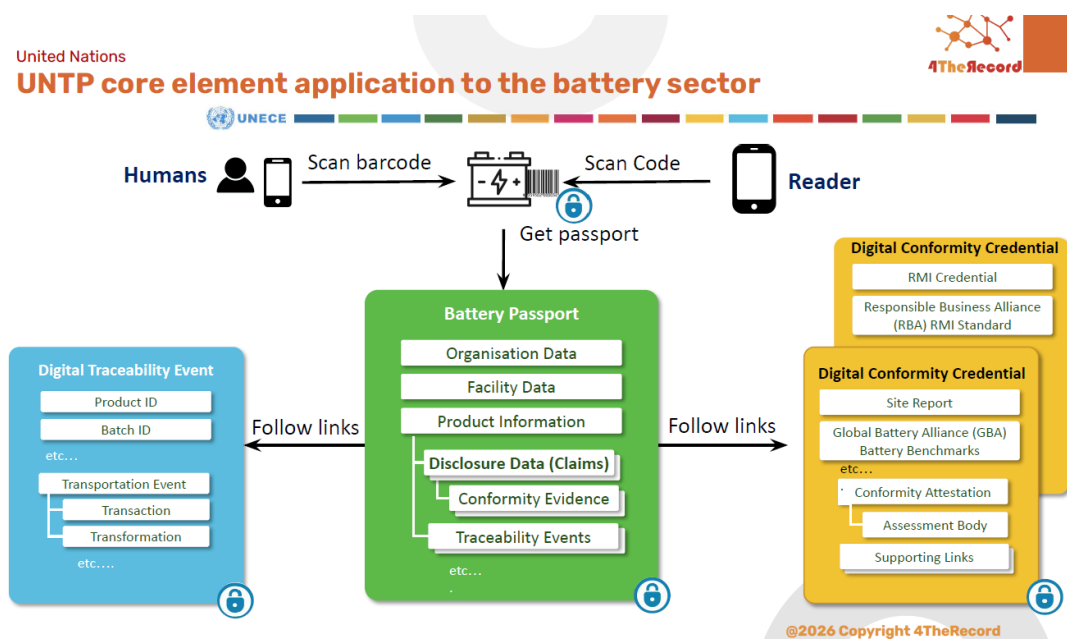 United Nations
UNTP core element application to the battery sector
4TheЯecord
UNECE
Humans
Scan barcode
Scan Code
Reader
Get passport
Battery Passport
Organisation Data
Facility Data
Product Information
Disclosure Data (Claims)
Conformity Evidence
Traceability Events
etc...
.
Follow links
Follow links
Digital Traceability Event
Product ID
Batch ID
etc...
Transportation Event
Transaction
Transformation
etc....
Digital Conformity Credential
RMI Credential
Responsible Business Alliance
(RBA) RMI Standard
Digital Conformity Credential
Site Report
Global Battery Alliance (GBA)
Battery Benchmarks
etc...
.
Conformity Attestation
Assessment Body
Supporting Links
@2026 Copyright 4TheRecord